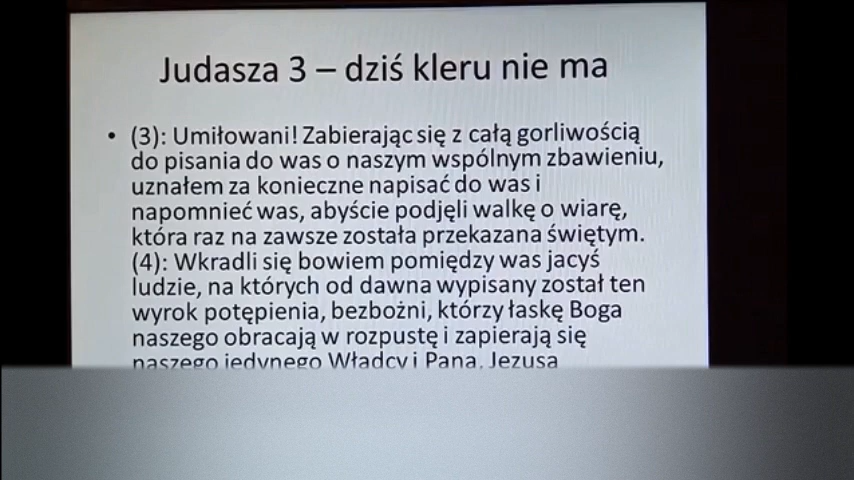 Judasza 3 – dziś kleru nie ma
• (3): Umiłowani! Zabierając się z całą gorliwością
do pisania do was o naszym wspólnym zbawieniu,
uznałem za konieczne napisać do was i
napomnieć was, abyście podjęli walkę o wiarę,
która raz na zawsze została przekazana świętym.
(4): Wkradli się bowiem pomiędzy was jacyś
ludzie, na których od dawna wypisany został ten
wyrok potępienia, bezbożni, którzy łaskę Boga
naszego obracają w rozpustę i zapierają się
naszego jedynego Władcy i Pana, Jezusa